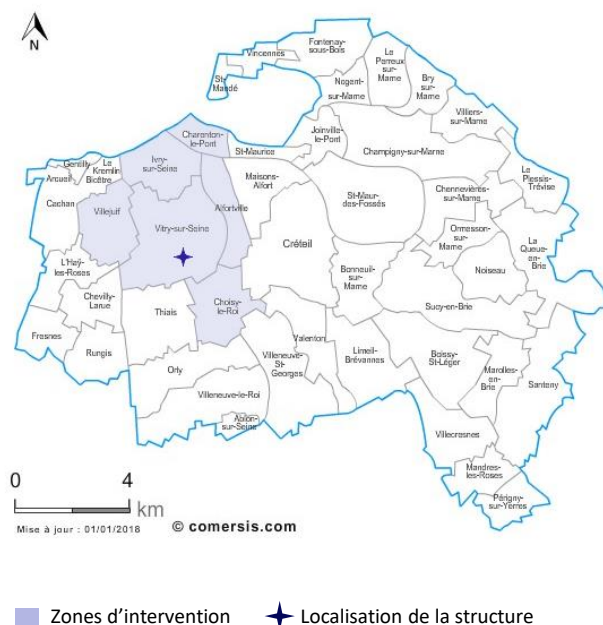 N
Fontenay-
sous-Bois
Vincennes
St-
Mandé
Le
Perreux
sur-
Marne
Bry
sur-
Marne
Nogent-
sur-Marne
Villiers-
sur-Marne
Joinville-
le-Pont
Champigny-sur-Marne
Le
Plessis-
Trévise
Charenton-
le-Pont
St-Maurice
Gentilly
Le
Kremlin
Bicêtre
Arcueil
Ivry-
sur-Seine
Maisons-
Alfort
Cachan
Villejuif
Vitry-sur-Seine
Alfortville
St-Maur
des-Fossés
Chennevières-
sur-Marne
Ormesson-
sur-
Marne
La
Queue-
en-Brie
Créteil
L'Haÿ-
les-Roses
Bonneuil-
sur-
Marne
Noiseau
Chevilly-
Larue
Thiais
Choisy-
le-Roi
Sucy-en-Brie
Fresnes
Rungis
Orly
Valenton
Villeneuve-
St-
Georges
Limeil-
Brévannes
Boissy-
St-Léger
Marolles-
en-
Brie
Santeny
Villeneuve-le-Roi
Ablon-
sur-Seine
Villecresnes
Mandres-
les-Roses
Périgny-
sur-Yerres
0 4
km
Mise à jour : 01/01/2018 © comersis.com
Zones d'intervention Localisation de la structure